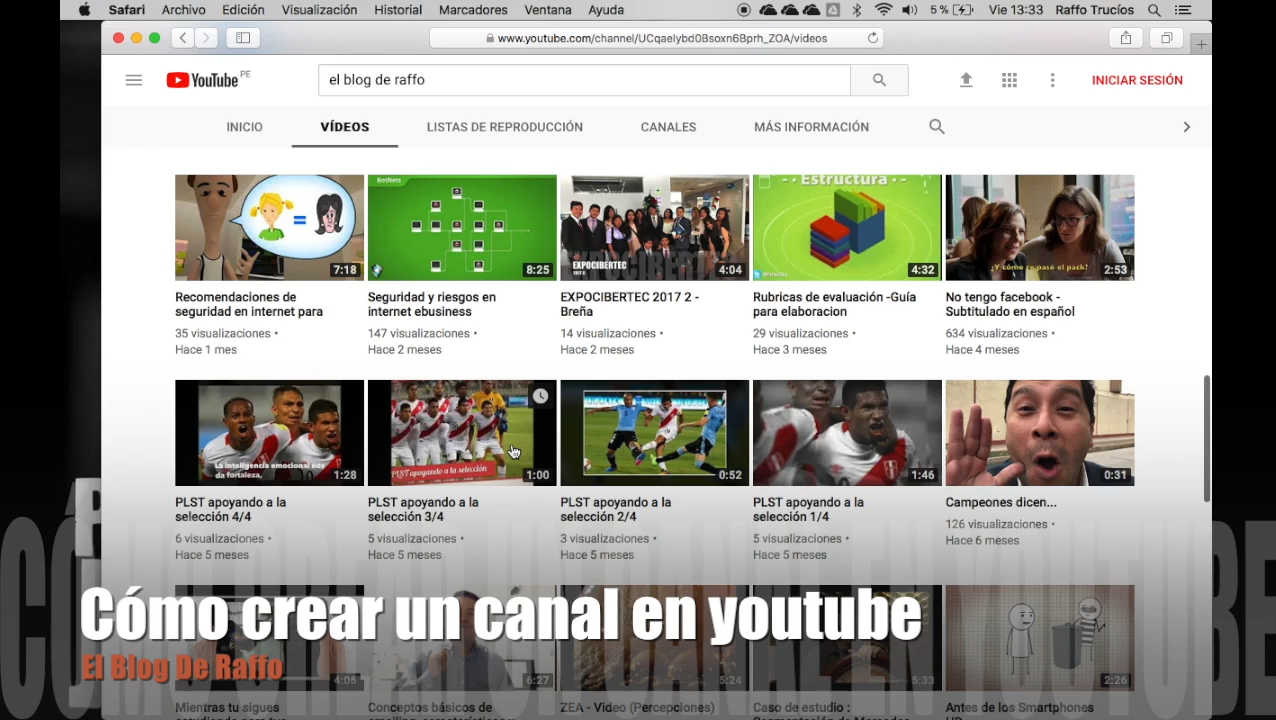 Safari Archivo Edición Visualización Historial Marcadores Ventana Ayuda 5 % Vie 13:33 Raffo Trucíos
YouTube PE
el blog de raffo
INICIAR SESIÓN
INICIO VÍDEOS LISTAS DE REPRODUCCIÓN CANALES MÁS INFORMACIÓN
7:18
BotNets
8:25
EXPOCIBERTEC
4:04
- - Estructura - -
4:32
¿Y cómo se pasó el pack?
2:53
Recomendaciones de
seguridad en internet para
35 visualizaciones •
Hace 1 mes
Seguridad y riesgos en
internet ebusiness
147 visualizaciones •
Hace 2 meses
EXPOCIBERTEC 2017 2 -
Breña
14 visualizaciones •
Hace 2 meses
Rubricas de evaluación -Guía
para elaboracion
29 visualizaciones •
Hace 3 meses
No tengo facebook -
Subtitulado en español
634 visualizaciones •
Hace 4 meses
La inteligencia emocional nos
da fortaleza,
1:28
PLST apoyando a la selección
1:00
0:52
1:46
0:31
PLST apoyando a la
selección 4/4
6 visualizaciones •
Hace 5 meses
PLST apoyando a la
selección 3/4
5 visualizaciones •
Hace 5 meses
PLST apoyando a la
selección 2/4
3 visualizaciones •
Hace 5 meses
PLST apoyando a la
selección 1/4
5 visualizaciones •
Hace 5 meses
Campeones dicen...
126 visualizaciones •
Hace 6 meses
Cómo crear un canal en youtube
El Blog De Raffo
4:06
6:27
5:24
5:33
2:26
Mientras tu sigues
Conceptos básicos de
ZEA - Video (Percepciones)
Caso de estudio :
Antes de los Smartphones